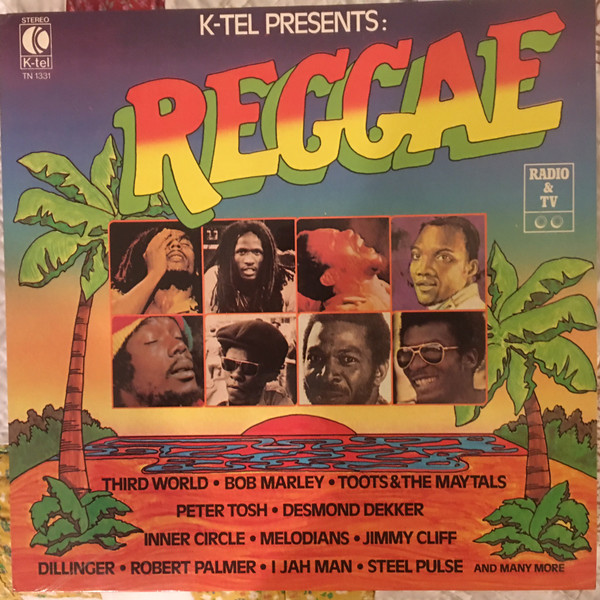 STEREO
K-tel
TN 1331
K-TEL PRESENTS:
REGGAE
RADIO
&
TV
THIRD WORLD • BOB MARLEY • TOOTS & THE MAYTALS
PETER TOSH • DESMOND DEKKER
INNER CIRCLE • MELODIANS • JIMMY CLIFF
DILLINGER • ROBERT PALMER • I JAH MAN • STEEL PULSE AND MANY MORE